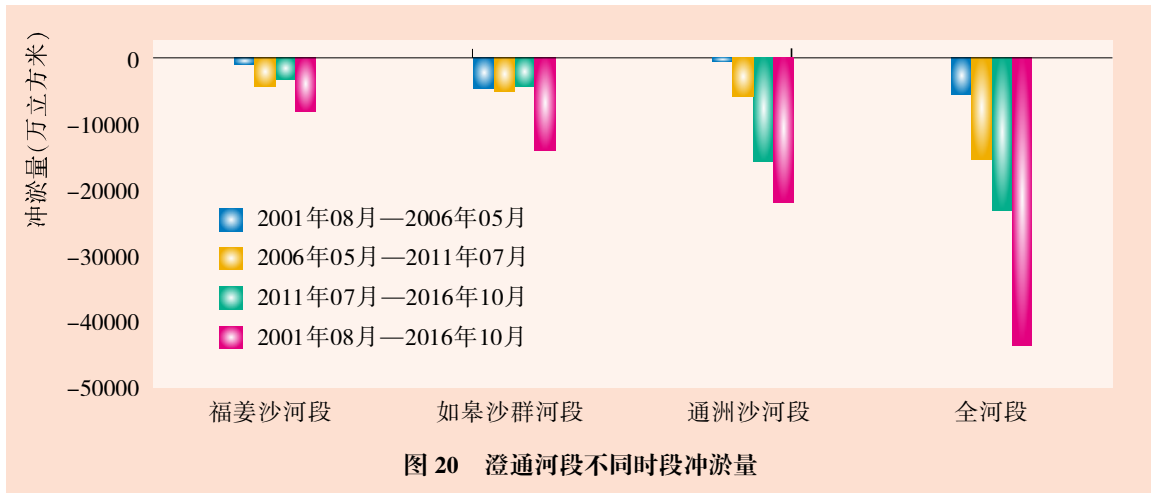 冲淤量(万立方米)
0
−10000
−20000
−30000
−40000
−50000
2001年08月—2006年05月
2006年05月—2011年07月
2011年07月—2016年10月
2001年08月—2016年10月
福姜沙河段 如皋沙群河段 通洲沙河段 全河段
图 20 澄通河段不同时段冲淤量